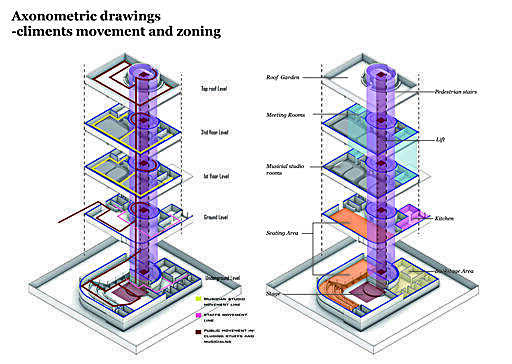 Axonometric drawings
-climents movement and zoning
Top roof Level
2nd floor Level
1st floor Level
Ground Level
Underground Level
MUSICIAN STUDIO
MOVEMENT LINE
STAFFS MOVEMENT
LINE
PUBLIC MOVEMENT IN-
CLUDING STUFFS AND
MUSICIANS
Roof Garden
Pedestrian stairs
Meeting Rooms
Lift
Musicial studio
rooms
Kitchen
Seating Area
Backstage Area
Stage